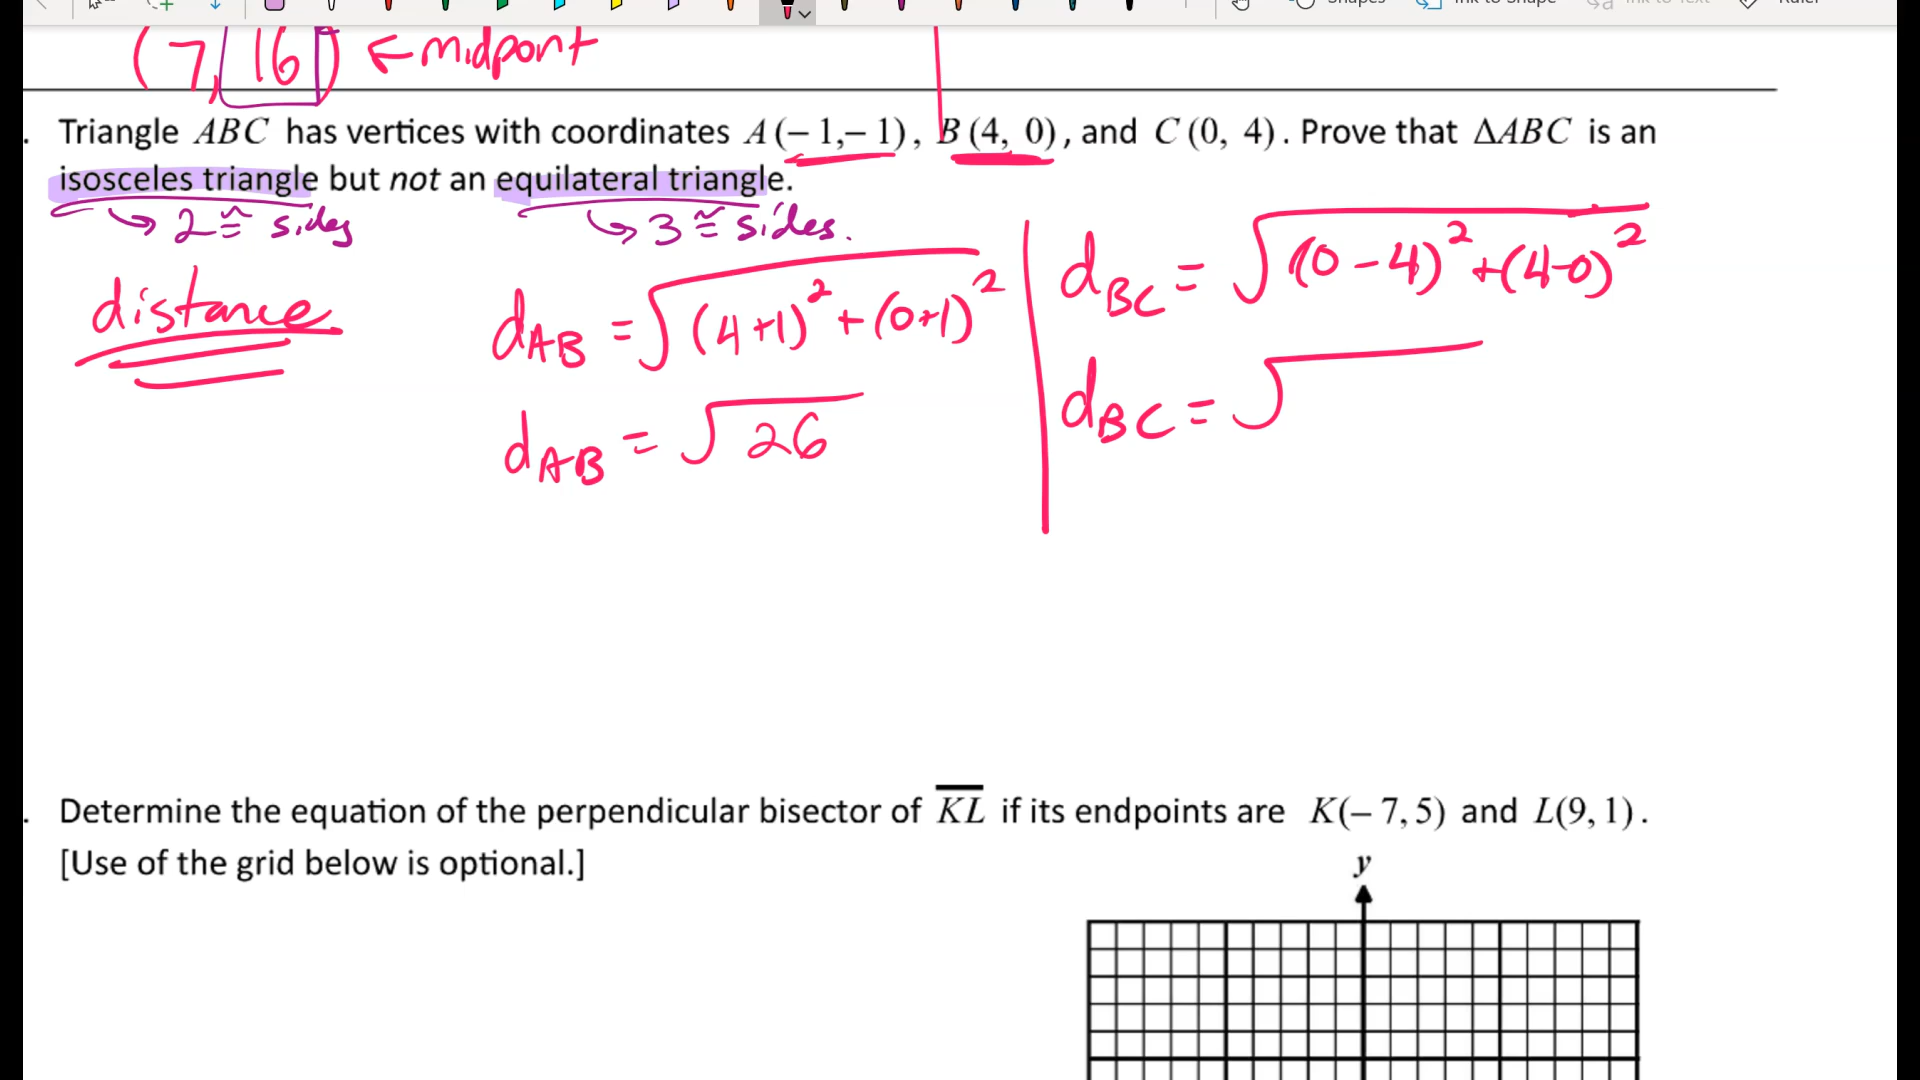 (7, 16) ← midpoint
. Triangle ABC has vertices with coordinates A(– 1,– 1), B(4, 0), and C(0, 4). Prove that ΔABC is an
isosceles triangle but not an equilateral triangle.
↳ 2 ≅ sides
↳ 3 ≅ sides.
distance
d_AB = √(4+1)² + (0+1)²
d_AB = √26
d_BC = √(0-4)² + (4-0)²
d_BC = √
. Determine the equation of the perpendicular bisector of K̅L̅ if its endpoints are K(– 7, 5) and L(9, 1).
[Use of the grid below is optional.]
y